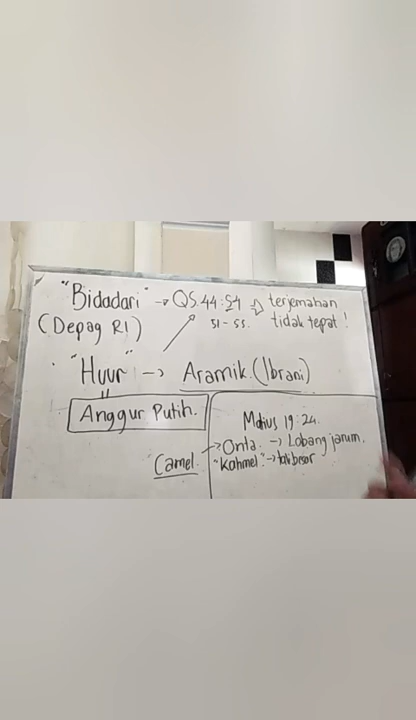 "Bidadari" → QS. 44:54 ⇨ terjemahan
(Depag RI) 51-55. tidak tepat !
"Huur" → Aramik. (Ibrani)
Anggur Putih.
Matius 19:24.
→ Onta. → Lobang jarum.
Camel. "Kahmel." → tali besar